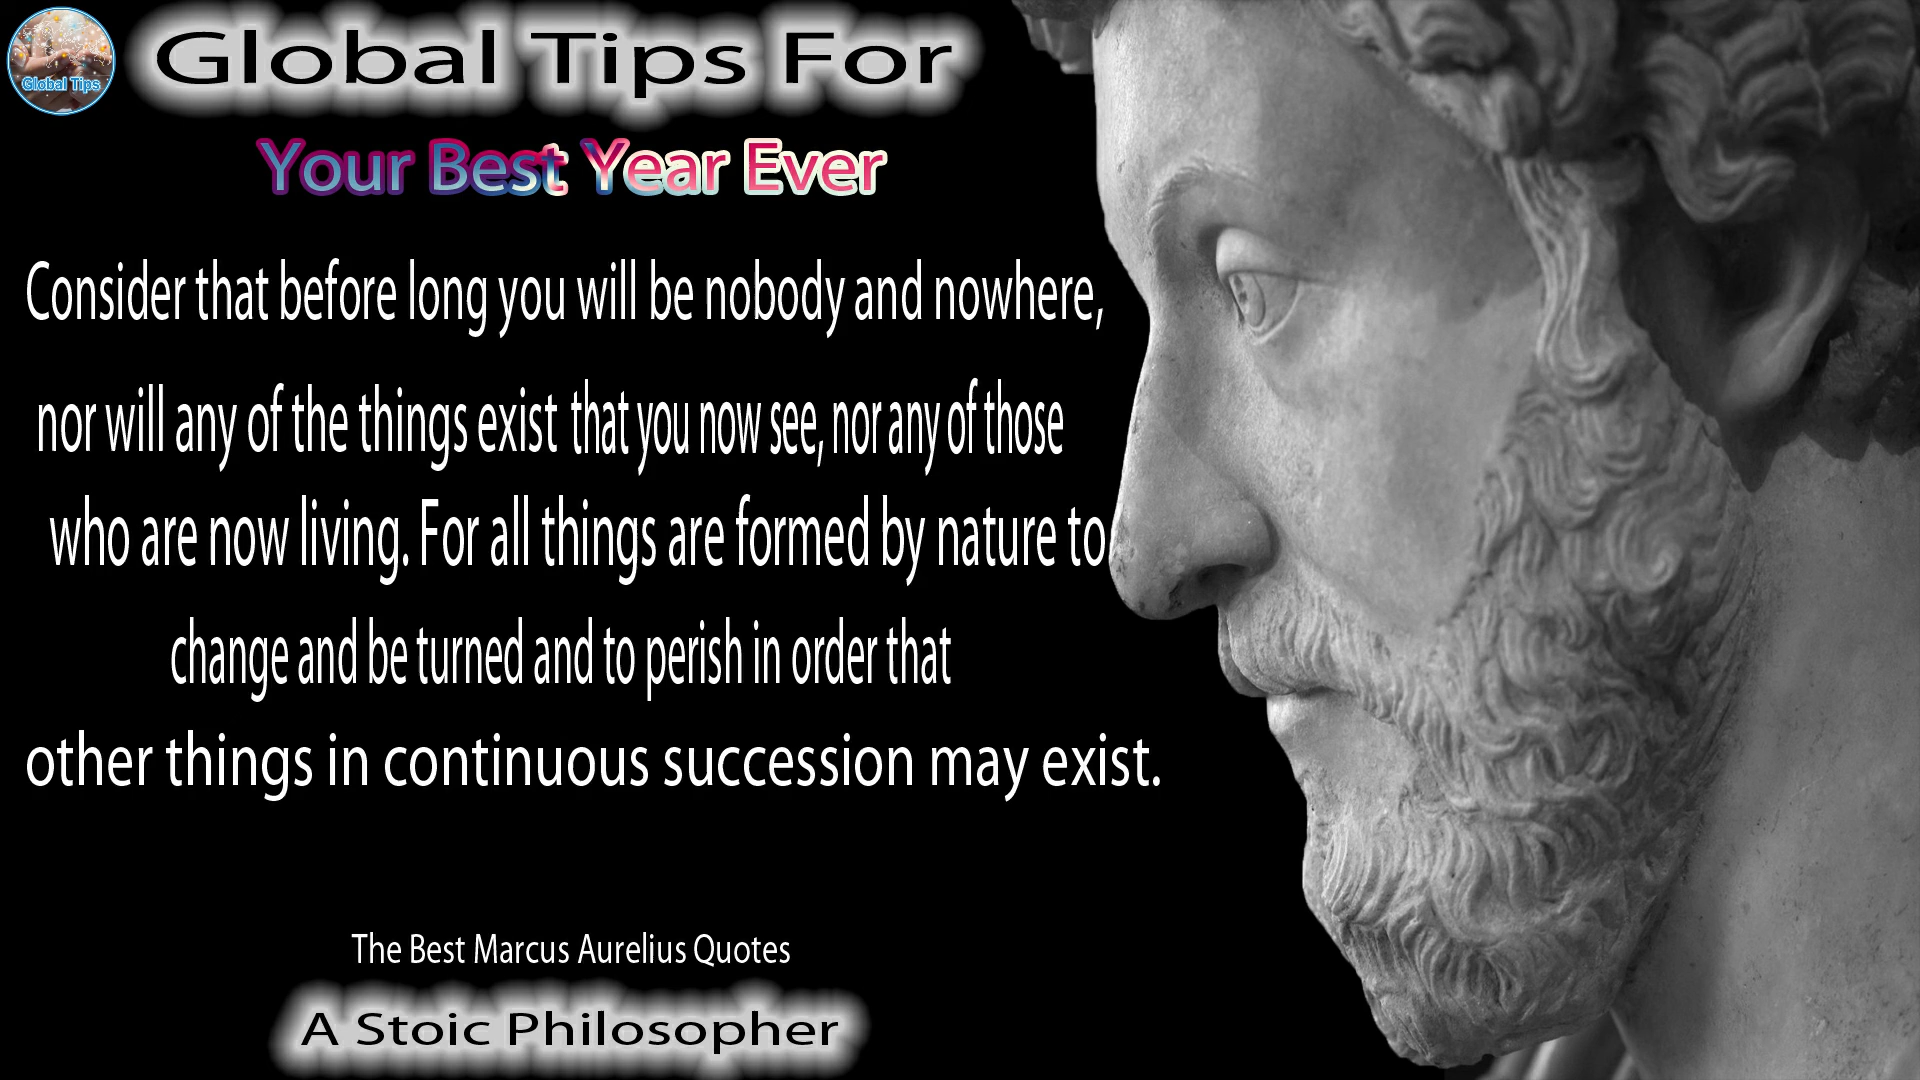 Global Tips
Global Tips For
Your Best Year Ever
Consider that before long you will be nobody and nowhere,
nor will any of the things exist that you now see, nor any of those
who are now living. For all things are formed by nature to
change and be turned and to perish in order that
other things in continuous succession may exist.
The Best Marcus Aurelius Quotes
A Stoic Philosopher